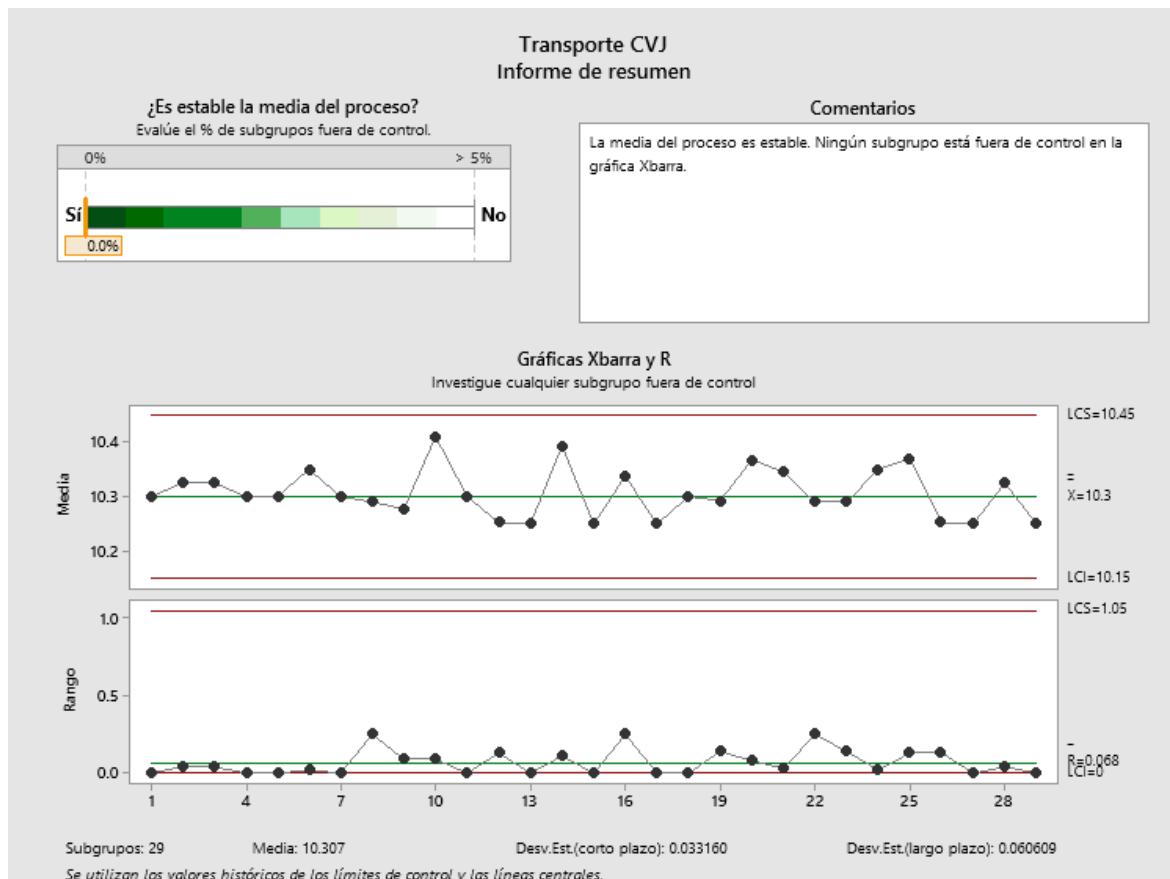 Transporte CVJ
Informe de resumen
¿Es estable la media del proceso?
Evalúe el % de subgrupos fuera de control.
0%
> 5%
Sí
No
0.0%
Comentarios
La media del proceso es estable. Ningún subgrupo está fuera de control en la
gráfica Xbarra.
Gráficas Xbarra y R
Investigue cualquier subgrupo fuera de control
Media
10.4
10.3
10.2
LCS=10.45
X=10.3
LCI=10.15
Rango
1.0
0.5
0.0
LCS=1.05
R=0.068
LCI=0
1 4 7 10 13 16 19 22 25 28
Subgrupos: 29 Media: 10.307 Desv.Est.(corto plazo): 0.033160 Desv.Est.(largo plazo): 0.060609
Se utilizan los valores históricos de los límites de control y las líneas centrales.